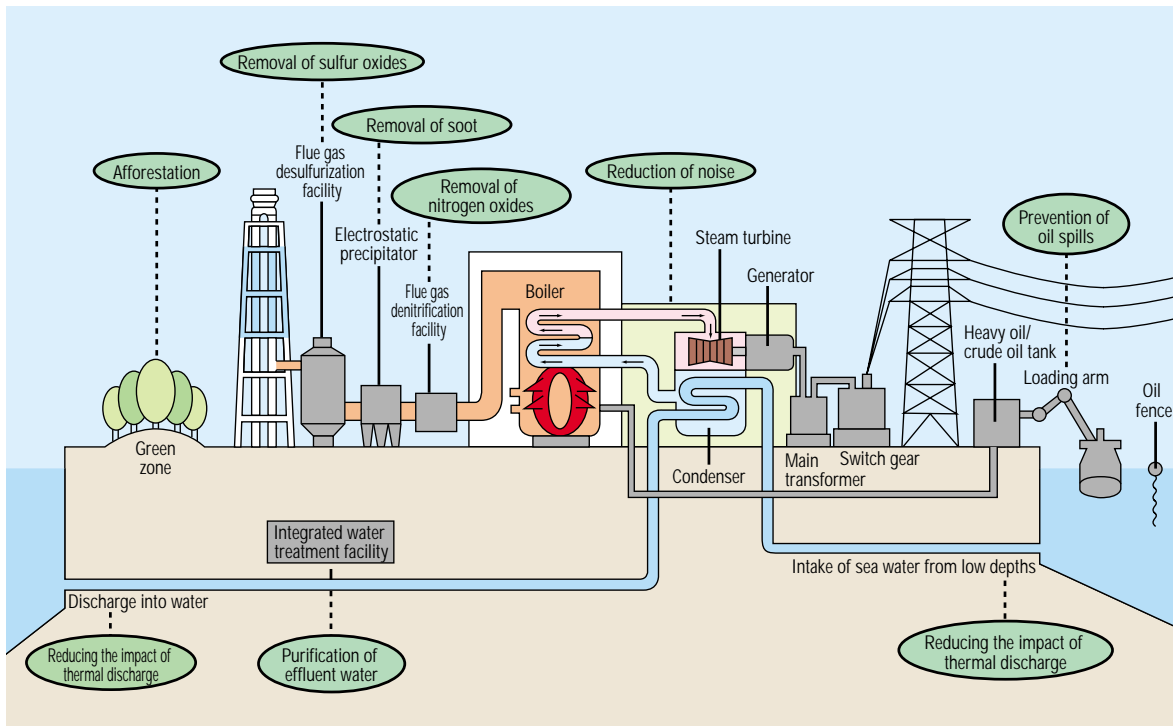 Removal of sulfur oxides
Removal of soot
Flue gas
desulfurization
facility
Afforestation
Reduction of noise
Removal of
nitrogen oxides
Prevention of
oil spills
Electrostatic
precipitator
Steam turbine
Generator
Flue gas
denitrification
facility
Boiler
Heavy oil/
crude oil tank
Loading arm
Oil
fence
Green
zone
Condenser
Main
transformer
Switch gear
Integrated water
treatment facility
Intake of sea water from low depths
Discharge into water
Reducing the impact of
thermal discharge
Purification of
effluent water
Reducing the impact of
thermal discharge